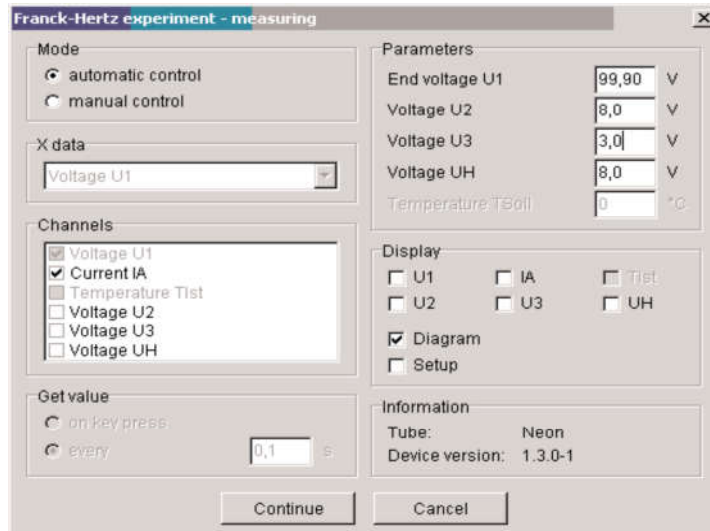 Franck-Hertz experiment - measuring
Mode
automatic control
manual control
X data
Voltage U1
Channels
Voltage U1
Current IA
Temperature TIst
Voltage U2
Voltage U3
Voltage UH
Get value
on key press
every 0,1 s
Parameters
End voltage U1 99,90 V
Voltage U2 8,0 V
Voltage U3 3,0 V
Voltage UH 8,0 V
Temperature TSoll 0 °C
Display
U1 IA TIst
U2 U3 UH
Diagram
Setup
Information
Tube: Neon
Device version: 1.3.0-1
Continue Cancel